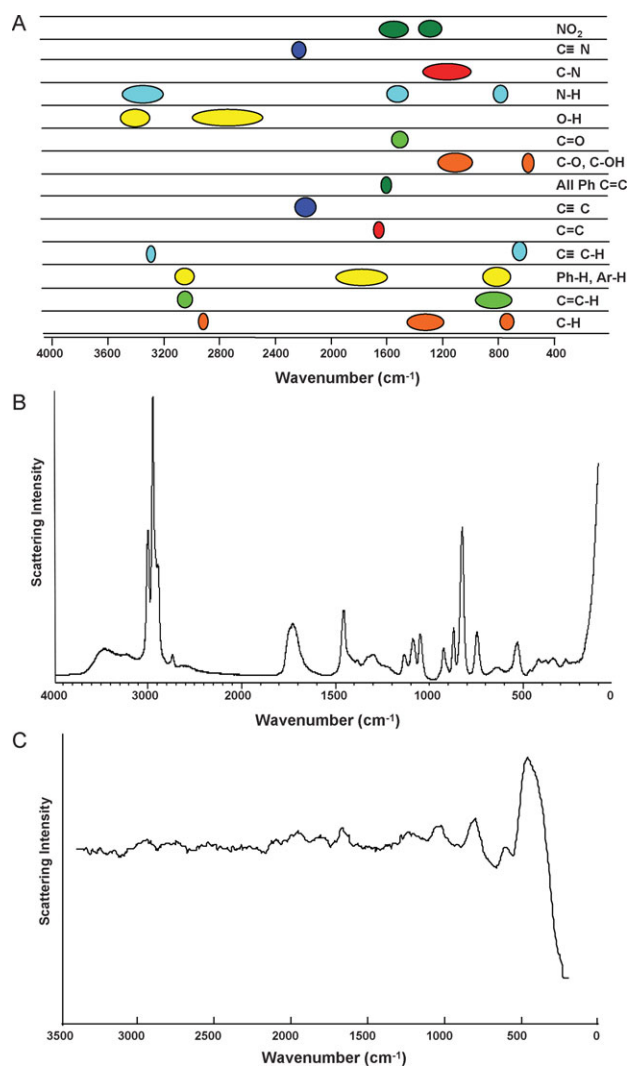 A
NO₂
C≡ N
C-N
N-H
O-H
C=O
C-O, C-OH
All Ph C=C
C≡ C
C=C
C≡ C-H
Ph-H, Ar-H
C=C-H
C-H
4000 3600 3200 2800 2400 2000 1600 1200 800 400
Wavenumber (cm⁻¹)
B
Scattering Intensity
4000 3000 2000 1000 500 0
Wavenumber (cm⁻¹)
C
Scattering Intensity
3500 3000 2500 2000 1500 1000 500 0
Wavenumber (cm⁻¹)